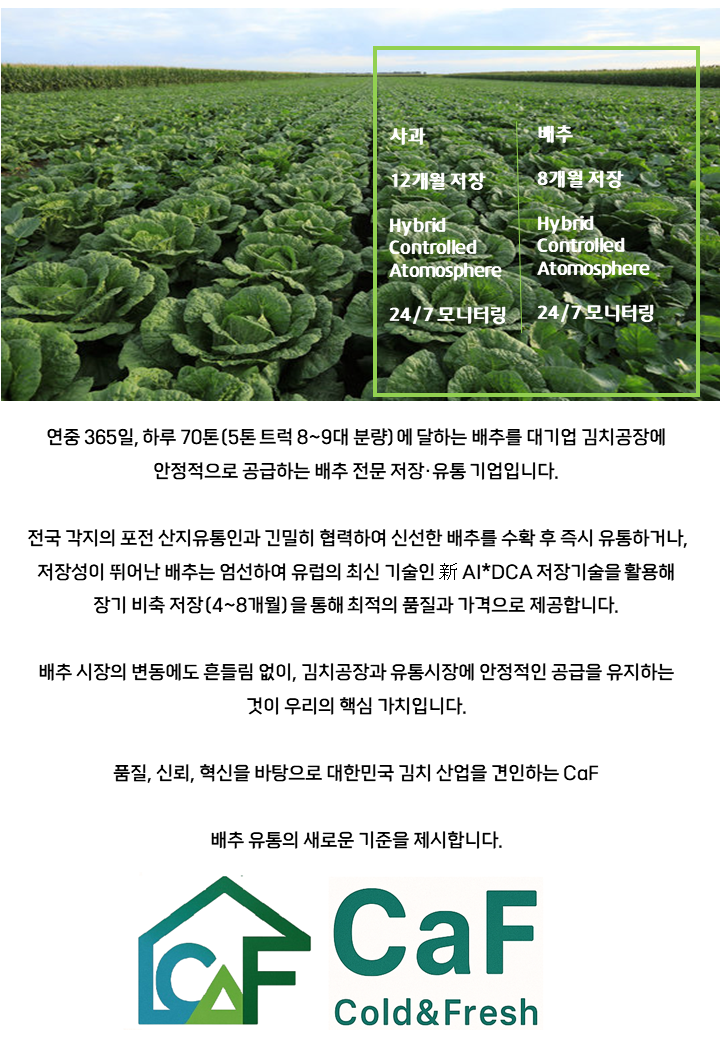 사과
12개월 저장
Hybrid
Controlled
Atomosphere
24/7 모니터링
배추
8개월 저장
Hybrid
Controlled
Atomosphere
24/7 모니터링
연중 365일, 하루 70톤(5톤 트럭 8~9대 분량)에 달하는 배추를 대기업 김치공장에
안정적으로 공급하는 배추 전문 저장·유통 기업입니다.
전국 각지의 포전 산지유통인과 긴밀히 협력하여 신선한 배추를 수확 후 즉시 유통하거나,
저장성이 뛰어난 배추는 엄선하여 유럽의 최신 기술인 新 AI*DCA 저장기술을 활용해
장기 비축 저장(4~8개월)을 통해 최적의 품질과 가격으로 제공합니다.
배추 시장의 변동에도 흔들림 없이, 김치공장과 유통시장에 안정적인 공급을 유지하는
것이 우리의 핵심 가치입니다.
품질, 신뢰, 혁신을 바탕으로 대한민국 김치 산업을 견인하는 CaF
배추 유통의 새로운 기준을 제시합니다.
CAF
CaF
Cold&Fresh